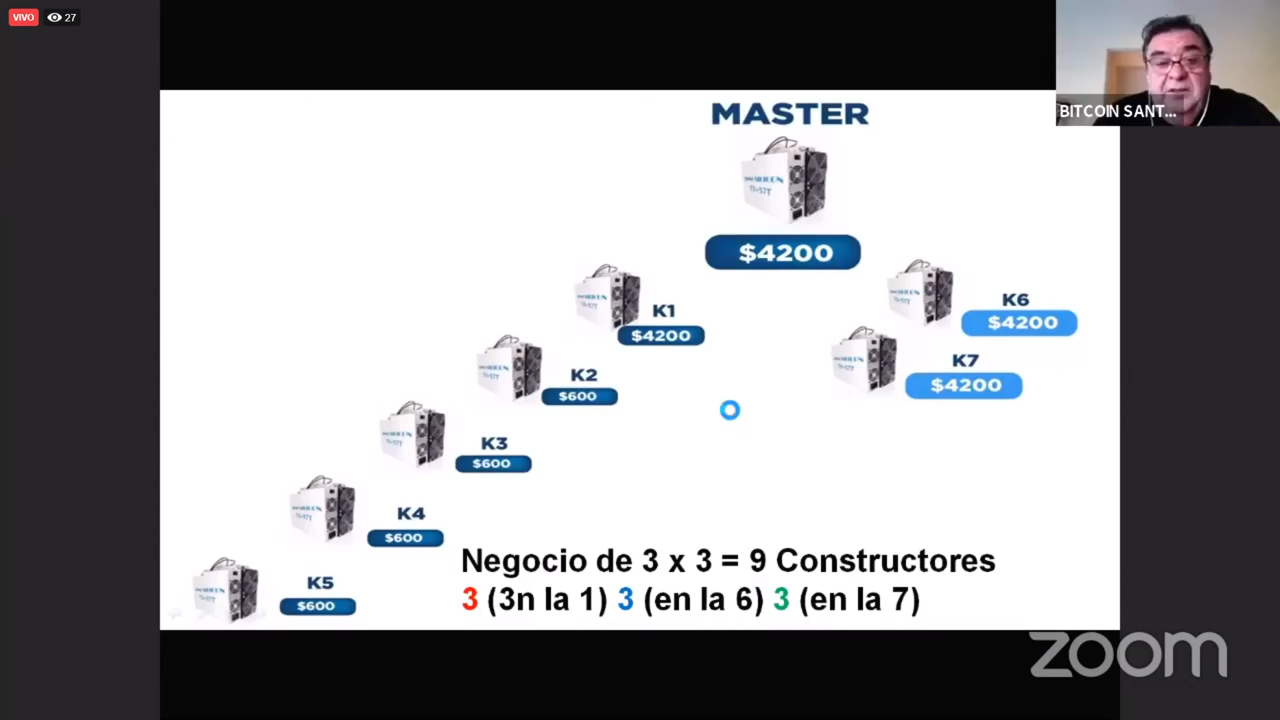 VIVO
27
BITCOIN SANT...
MASTER
$4200
K1
$4200
K6
$4200
K2
$600
K7
$4200
K3
$600
K4
$600
K5
$600
Negocio de 3 x 3 = 9 Constructores
3 (3n la 1) 3 (en la 6) 3 (en la 7)
zoom